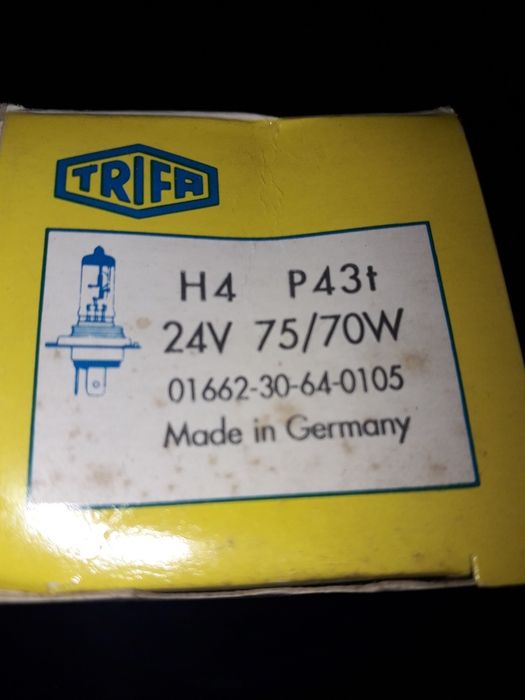 TRIFA
H4 P43t
24V 75/70W
01662-30-64-0105
Made in Germany